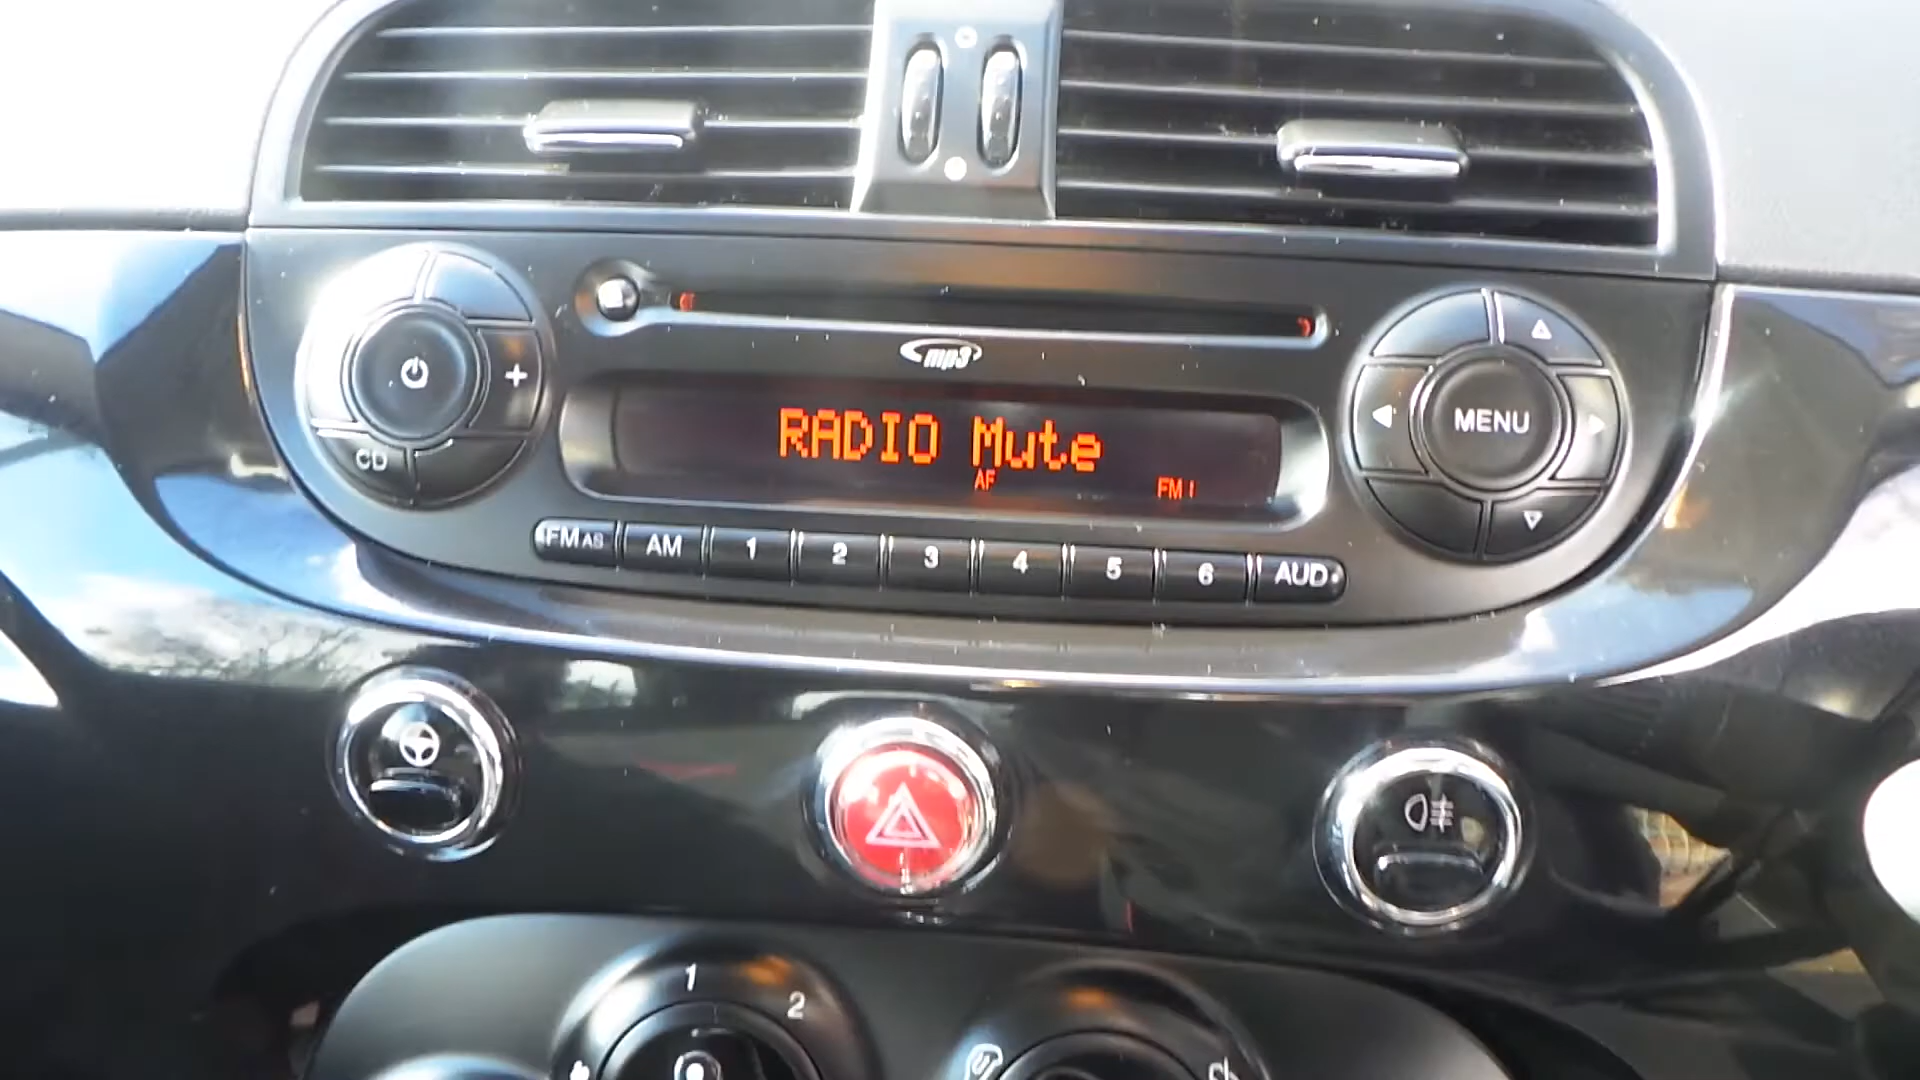 mp3
RADIO Mute
AF FM1
CD
MENU
FM AS AM 1 2 3 4 5 6 AUD
1 2